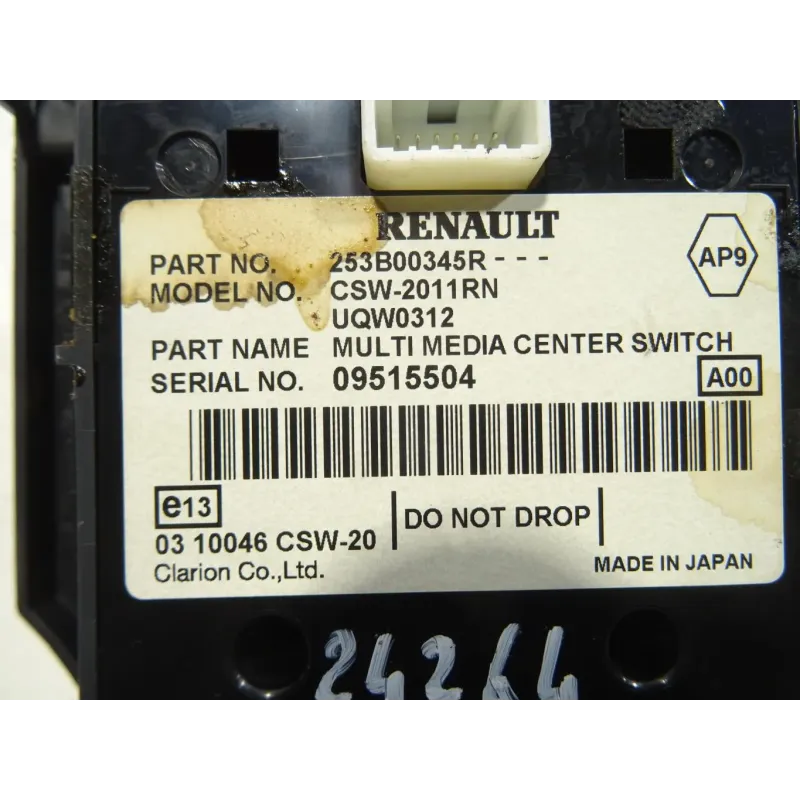 RENAULT
AP9
PART NO. 253B00345R - - -
MODEL NO. CSW-2011RN
UQW0312
PART NAME MULTI MEDIA CENTER SWITCH
SERIAL NO. 09515504
A00
e13
DO NOT DROP
03 10046 CSW-20
Clarion Co.,Ltd.
MADE IN JAPAN